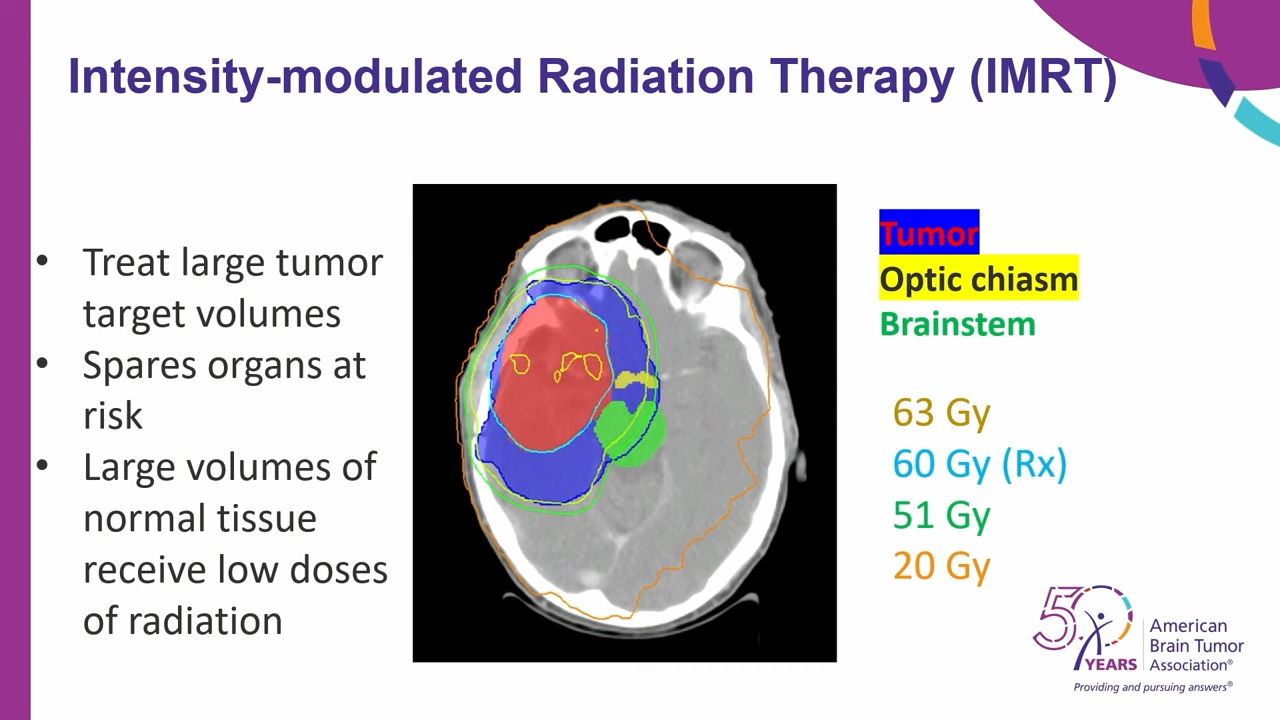 Intensity-modulated Radiation Therapy (IMRT)
• Treat large tumor
target volumes
• Spares organs at
risk
• Large volumes of
normal tissue
receive low doses
of radiation
Tumor
Optic chiasm
Brainstem
63 Gy
60 Gy (Rx)
51 Gy
20 Gy
50
YEARS
American
Brain Tumor
Association®
Providing and pursuing answers®